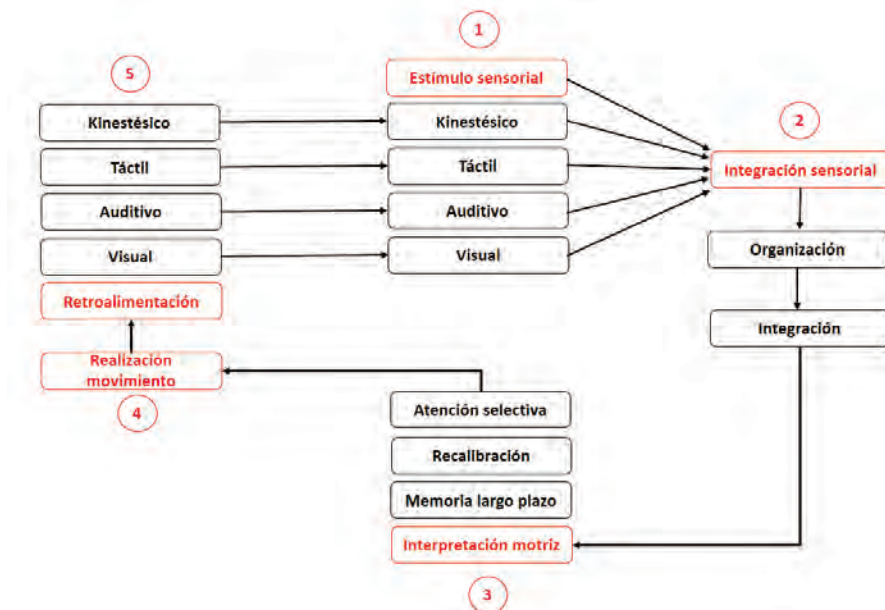 1
Estímulo sensorial
Kinestésico
Táctil
Auditivo
Visual
2
Integración sensorial
Organización
Integración
3
Interpretación motriz
Memoria largo plazo
Recalibración
Atención selectiva
4
Realización
movimiento
5
Kinestésico
Táctil
Auditivo
Visual
Retroalimentación